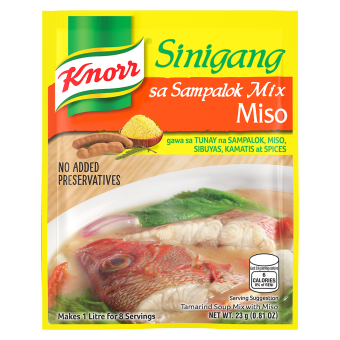 Knorr
Sinigang
sa Sampalok Mix
Miso
gawa sa TUNAY na SAMPALOK, MISO,
SIBUYAS, KAMATIS at SPICES
NO ADDED
PRESERVATIVES
5
CALORIES
Serving Suggestion
Makes 1 Litre for 8 Servings
Tamarind Soup Mix with Miso
NET WT. 23 g (0.81 OZ)